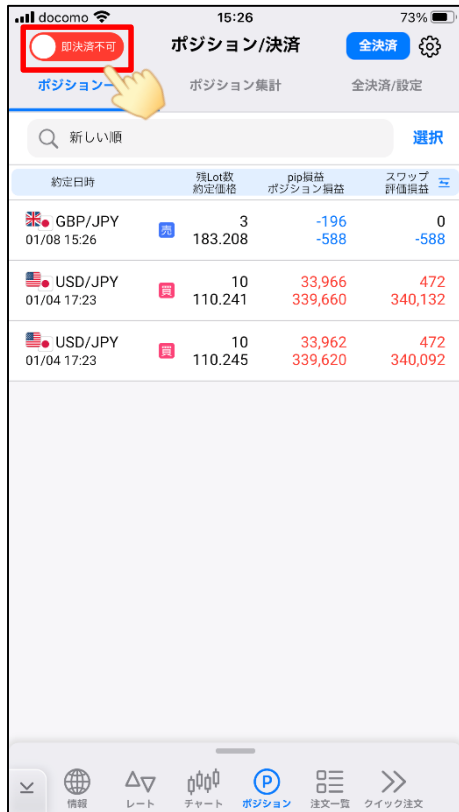 docomo 15:26 73%
即決済不可 ポジション/決済 全決済
ポジション一 ポジション集計 全決済/設定
新しい順 選択
約定日時 残Lot数 pip損益 スワップ
約定価格 ポジション損益 評価損益
GBP/JPY 売 3 -196 0
01/08 15:26 183.208 -588 -588
USD/JPY 買 10 33,966 472
01/04 17:23 110.241 339,660 340,132
USD/JPY 買 10 33,962 472
01/04 17:23 110.245 339,620 340,092
P
情報 レート チャート ポジション 注文一覧 クイック注文